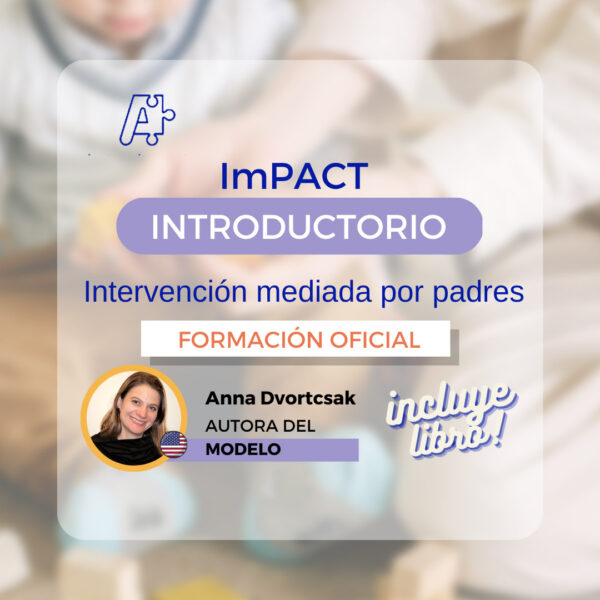 ImPACT
INTRODUCTORIO
Intervención mediada por padres
FORMACIÓN OFICIAL
Anna Dvortcsak
AUTORA DEL
MODELO
incluye
libro!